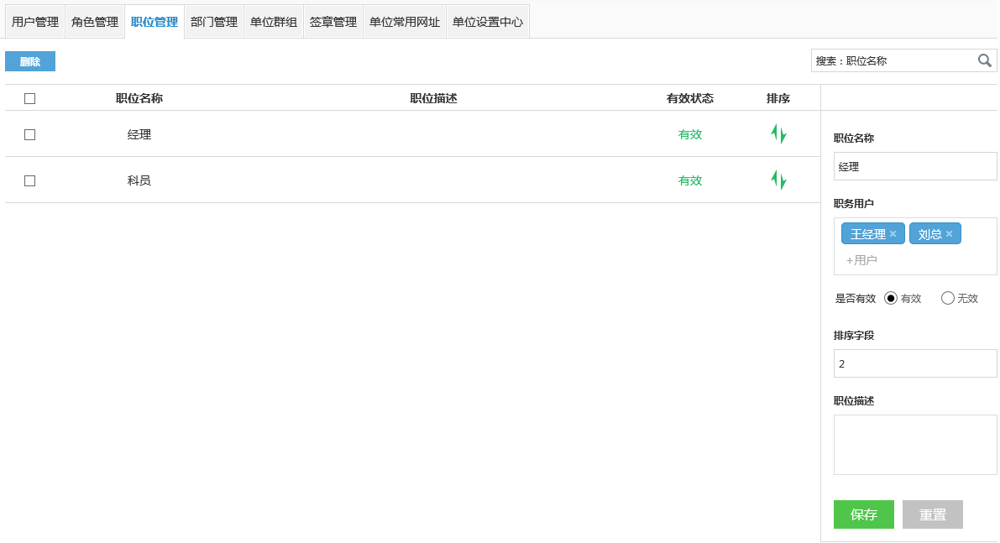 用户管理 角色管理 职位管理 部门管理 单位群组 签章管理 单位常用网址 单位设置中心
删除 搜索：职位名称
职位名称 职位描述 有效状态 排序
经理 有效
科员 有效
职位名称
经理
职务用户
王经理 × 刘总 ×
+用户
是否有效 有效 无效
排序字段
2
职位描述
保存 重置